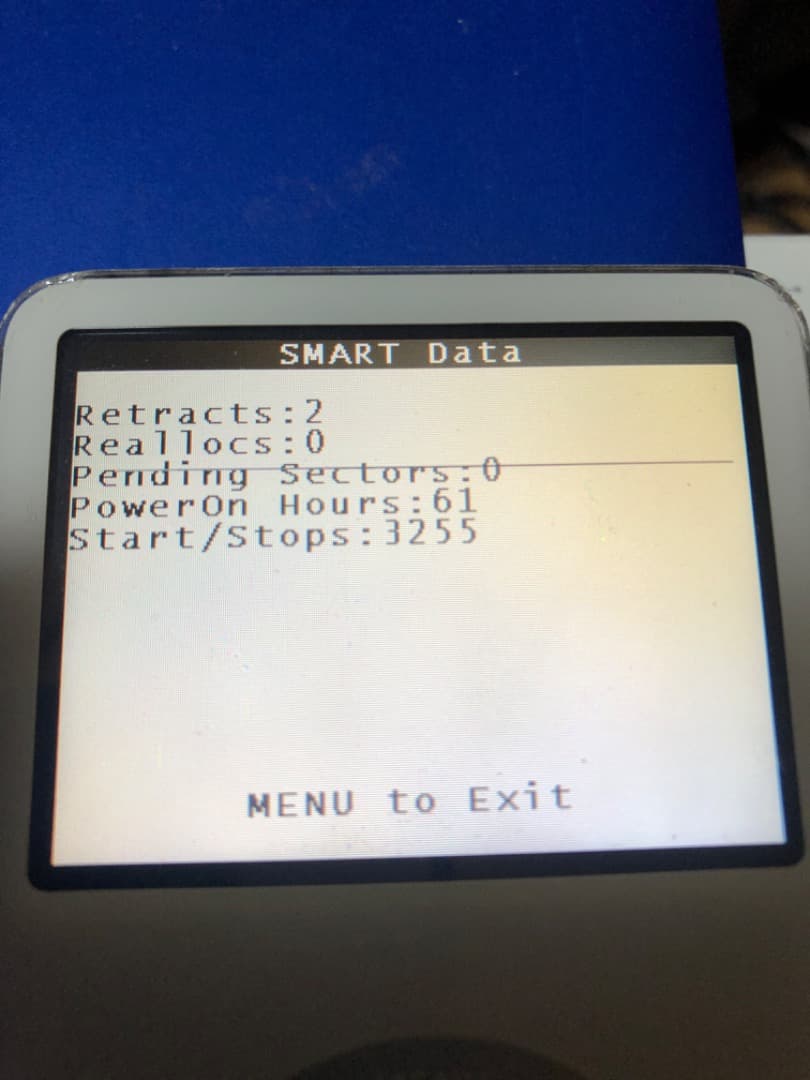 SMART Data
Retracts:2
Reallocs:0
Pending Sectors:0
PowerOn Hours:61
Start/Stops:3255
MENU to Exit